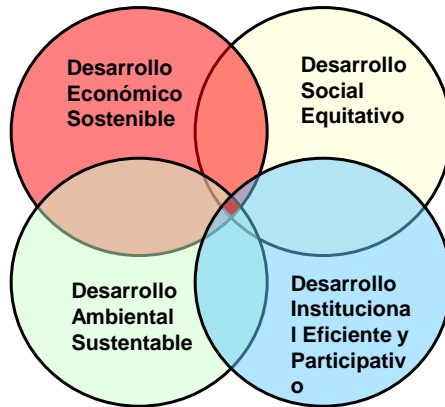 Desarrollo
Económico
Sostenible
Desarrollo
Social
Equitativo
Desarrollo
Ambiental
Sustentable
Desarrollo
Instituciona
l Eficiente y
Participativ
o